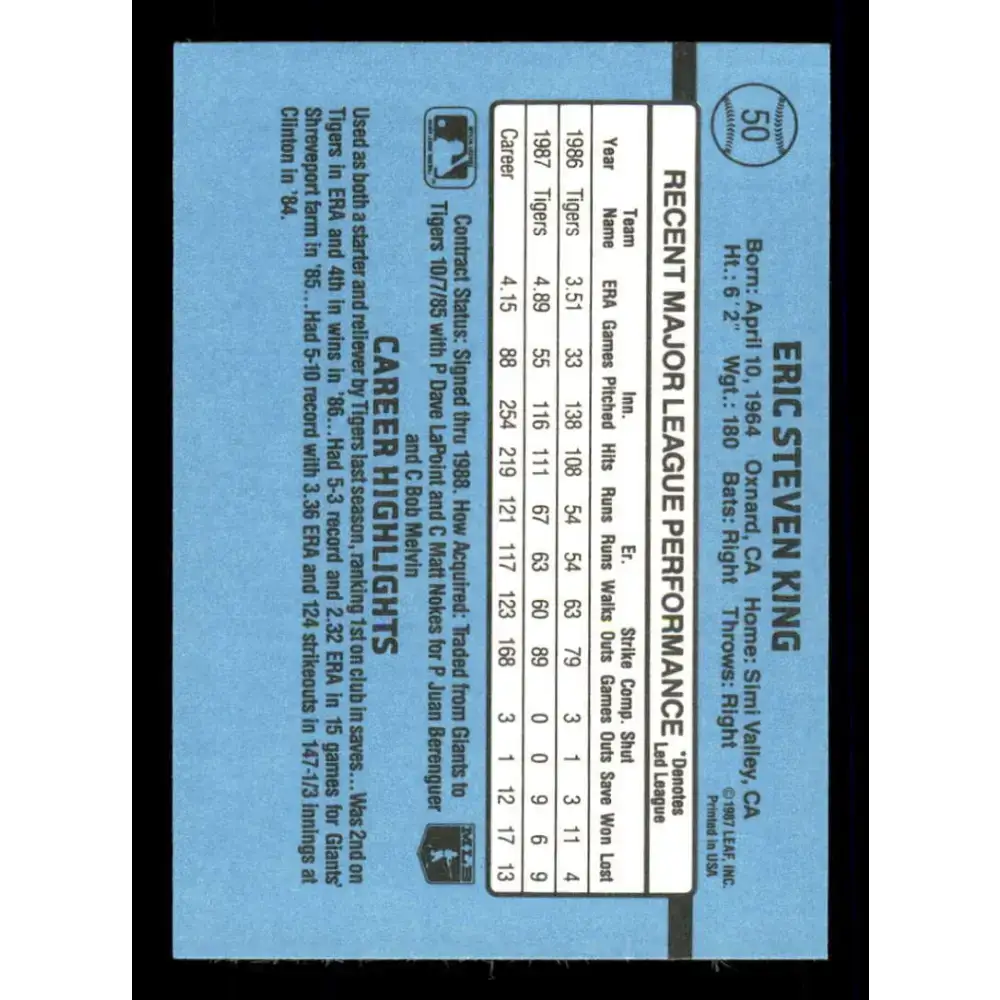 50
ERIC STEVEN KING
Born: April 10, 1964 Oxnard, CA Home: Simi Valley, CA
Ht.: 6'2" Wgt.: 180 Bats: Right Throws: Right
©1987 LEAF, INC.
Printed in USA
RECENT MAJOR LEAGUE PERFORMANCE *Denotes Led League
Team Inn. Er. Strike Comp. Shut
Year Name ERA Games Pitched Hits Runs Runs Walks Outs Games Outs Save Won Lost
1986 Tigers 3.51 33 138 108 54 54 63 79 3 1 3 11 4
1987 Tigers 4.89 55 116 111 67 63 60 89 0 0 9 6 9
Career 4.15 88 254 219 121 117 123 168 3 1 12 17 13
Contract Status: Signed thru 1988. How Acquired: Traded from Giants to
Tigers 10/7/85 with P Dave LaPoint and C Matt Nokes for P Juan Berenguer
and C Bob Melvin
MLB
CAREER HIGHLIGHTS
Used as both a starter and reliever by Tigers last season, ranking 1st on club in saves...Was 2nd on
Tigers in ERA and 4th in wins in '86...Had 5-3 record and 2.32 ERA in 15 games for Giants'
Shreveport farm in '85...Had 5-10 record with 3.36 ERA and 124 strikeouts in 147-1/3 innings at
Clinton in '84.